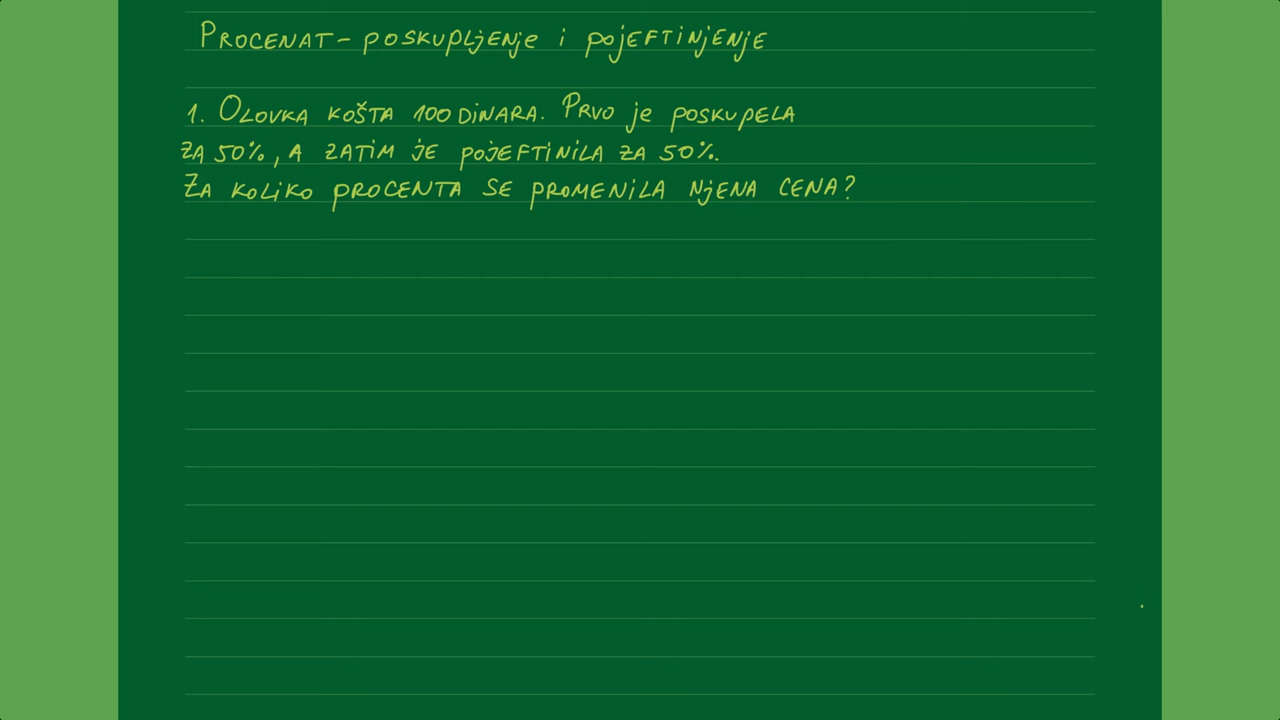 Procenat - poskupljenje i pojeftinjenje
1. Olovka košta 100 dinara. Prvo je poskupela
za 50%, a zatim je pojeftinila za 50%.
Za koliko procenta se promenila njena cena?